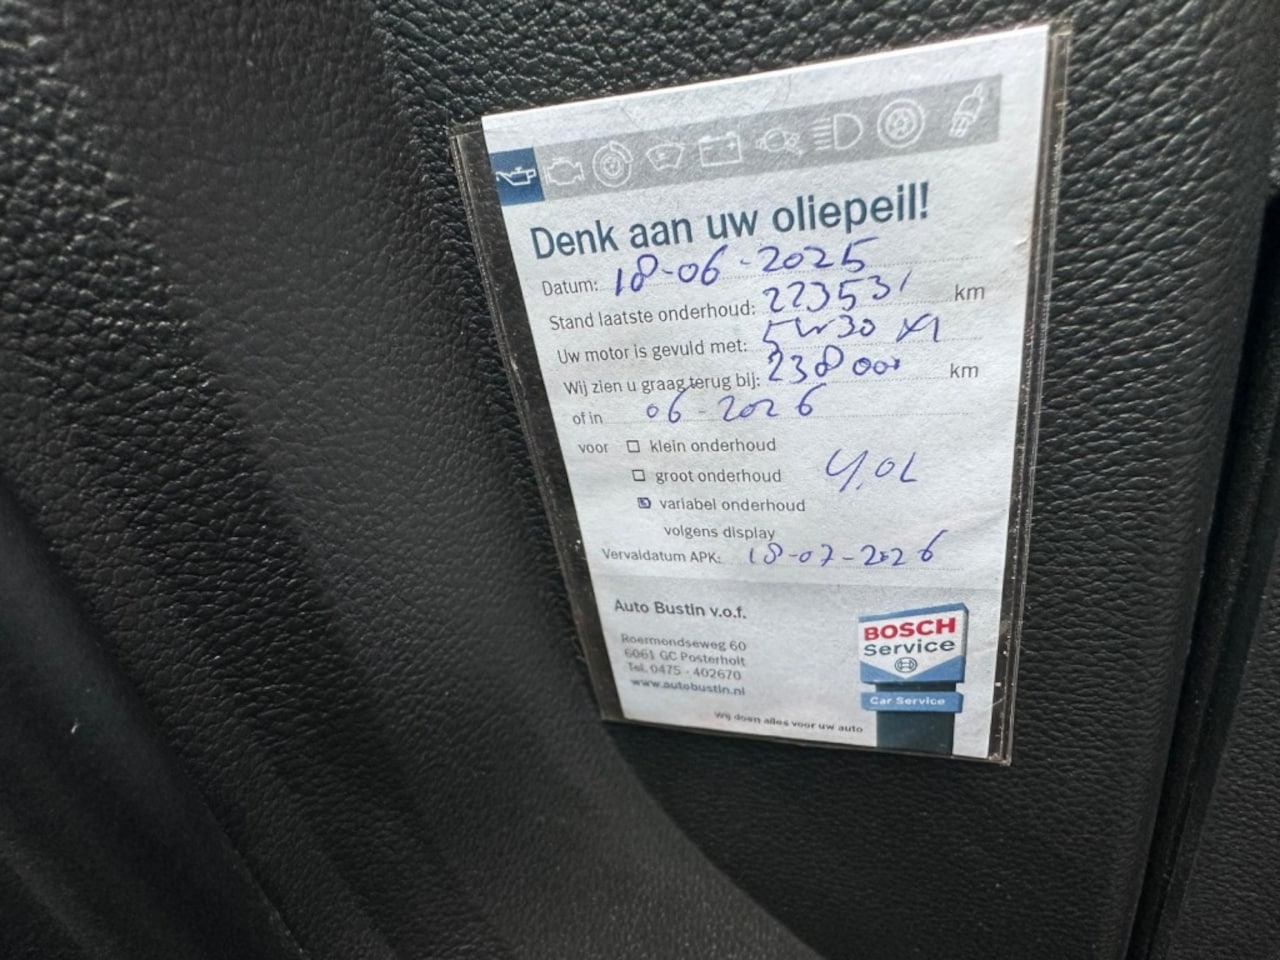 Denk aan uw oliepeil!
Datum: 18-06-2025
Stand laatste onderhoud: 223531 km
Uw motor is gevuld met: 5W30
Wij zien u graag terug bij: 238000 km
of in 06-2026
voor klein onderhoud
groot onderhoud 4,0L
variabel onderhoud
volgens display
Vervaldatum APK: 18-07-2026
Auto Bustin v.o.f.
Roermondseweg 60
6061 GC Posterholt
Tel. 0475 - 402670
www.autobustin.nl
BOSCH
Service
Car Service
Wij doen alles voor uw auto